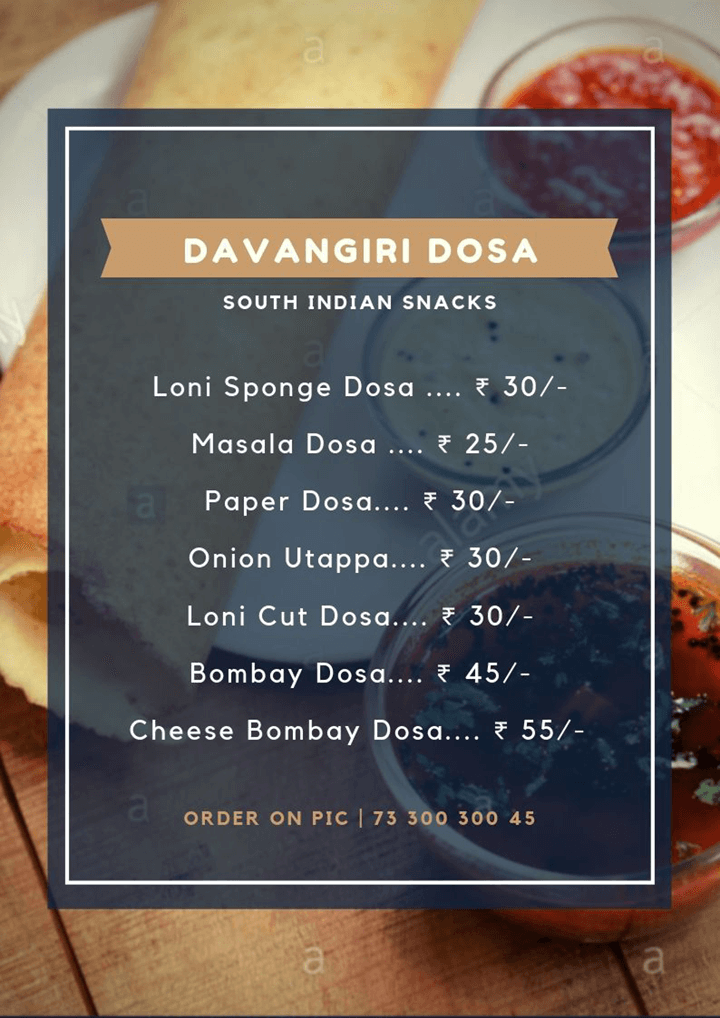 DAVANGIRI DOSA
SOUTH INDIAN SNACKS
Loni Sponge Dosa .... ₹ 30/-
Masala Dosa .... ₹ 25/-
Paper Dosa.... ₹ 30/-
Onion Utappa.... ₹ 30/-
Loni Cut Dosa.... ₹ 30/-
Bombay Dosa.... ₹ 45/-
Cheese Bombay Dosa.... ₹ 55/-
ORDER ON PIC | 73 300 300 45
a
a
a
a
a
a
alamy
a
a
a